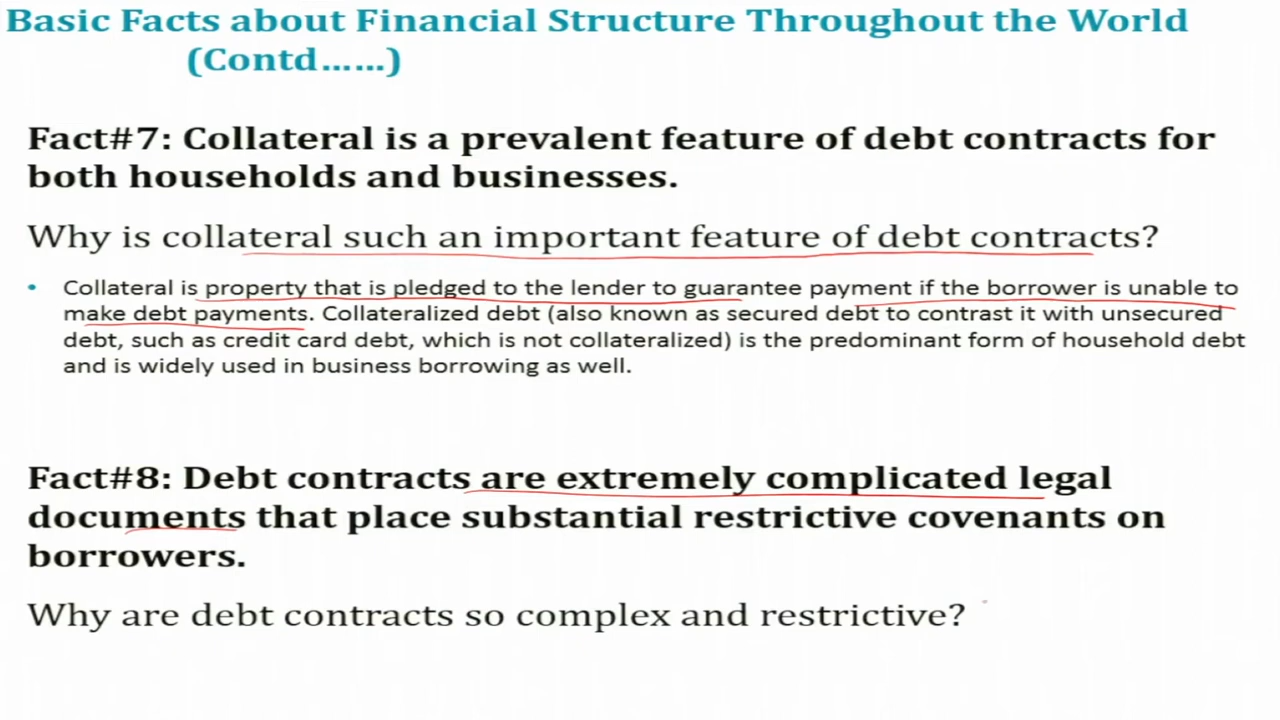 Basic Facts about Financial Structure Throughout the World
(Contd……)
Fact#7: Collateral is a prevalent feature of debt contracts for
both households and businesses.
Why is collateral such an important feature of debt contracts?
• Collateral is property that is pledged to the lender to guarantee payment if the borrower is unable to
make debt payments. Collateralized debt (also known as secured debt to contrast it with unsecured
debt, such as credit card debt, which is not collateralized) is the predominant form of household debt
and is widely used in business borrowing as well.
Fact#8: Debt contracts are extremely complicated legal
documents that place substantial restrictive covenants on
borrowers.
Why are debt contracts so complex and restrictive?